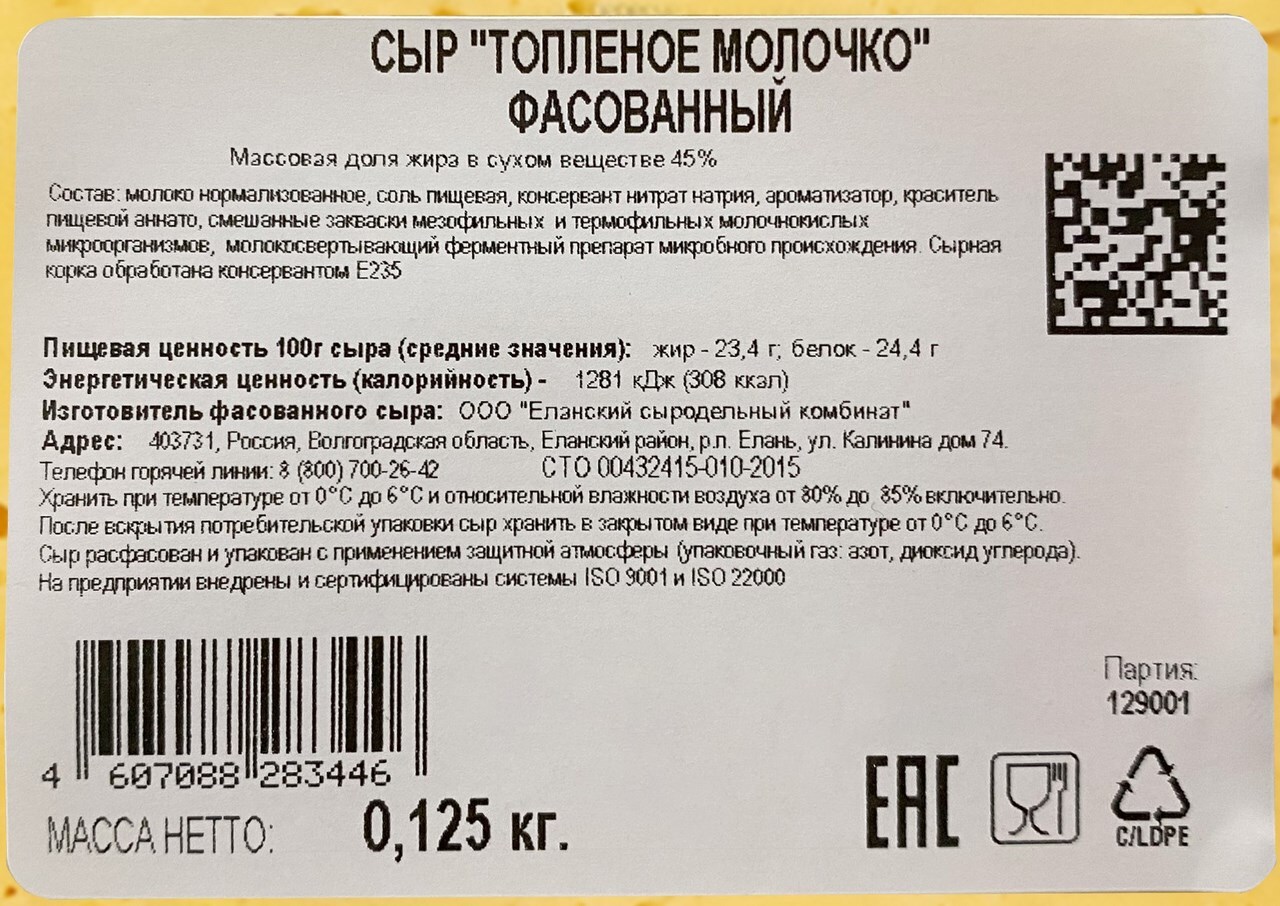 СЫР "ТОПЛЕНОЕ МОЛОЧКО"
ФАСОВАННЫЙ
Массовая доля жира в сухом веществе 45%
Состав: молоко нормализованное, соль пищевая, консервант нитрат натрия, ароматизатор, краситель
пищевой аннато, смешанные закваски мезофильных и термофильных молочнокислых
микроорганизмов, молокосвертывающий ферментный препарат микробного происхождения. Сырная
корка обработана консервантом Е235
Пищевая ценность 100г сыра (средние значения): жир - 23,4 г; белок - 24,4 г
Энергетическая ценность (калорийность) - 1281 кДж (308 ккал)
Изготовитель фасованного сыра: ООО "Еланский сыродельный комбинат"
Адрес: 403731, Россия, Волгоградская область, Еланский район, р.п. Елань, ул. Калинина дом 74.
Телефон горячей линии: 8 (800) 700-26-42 СТО 00432415-010-2015
Хранить при температуре от 0°С до 6°С и относительной влажности воздуха от 80% до 85% включительно.
После вскрытия потребительской упаковки сыр хранить в закрытом виде при температуре от 0°С до 6°С.
Сыр расфасован и упакован с применением защитной атмосферы (упаковочный газ: азот, диоксид углерода).
На предприятии внедрены и сертифицированы системы ISO 9001 и ISO 22000
Партия:
129001
4 607088 283446
МАССА НЕТТО: 0,125 кг.
EAC
C/LDPE